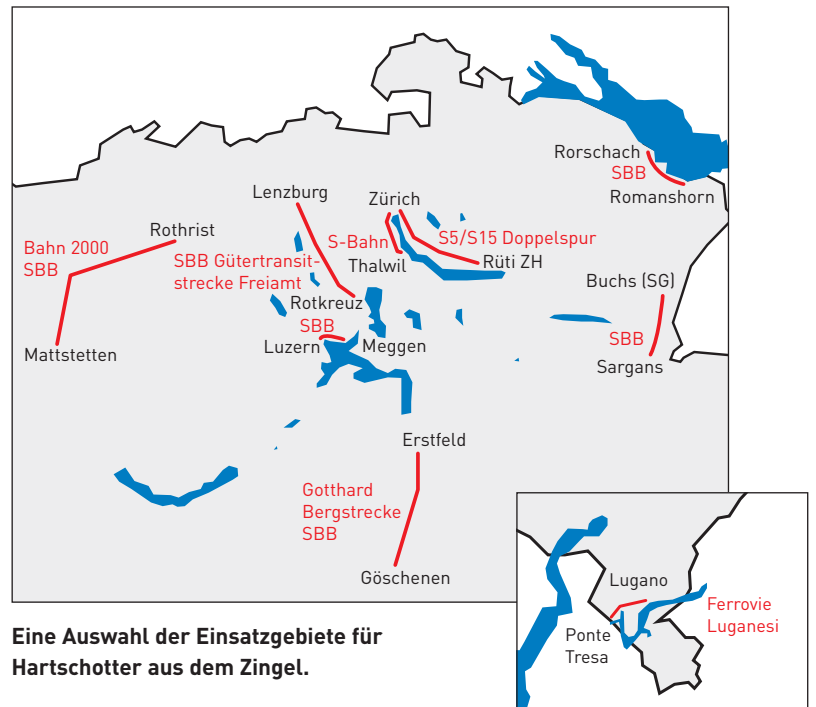 Rorschach
SBB
Romanshorn
Lenzburg
Zürich
Rothrist
Bahn 2000
SBB
S-Bahn
S5/S15 Doppelspur
SBB Gütertransit-
strecke Freiamt
Thalwil
Rüti ZH
Buchs (SG)
Rotkreuz
SBB
Luzern
Meggen
Mattstetten
SBB
Sargans
Erstfeld
Gotthard
Bergstrecke
SBB
Göschenen
Lugano
Ferrovie
Luganesi
Ponte
Tresa
Eine Auswahl der Einsatzgebiete für
Hartschotter aus dem Zingel.